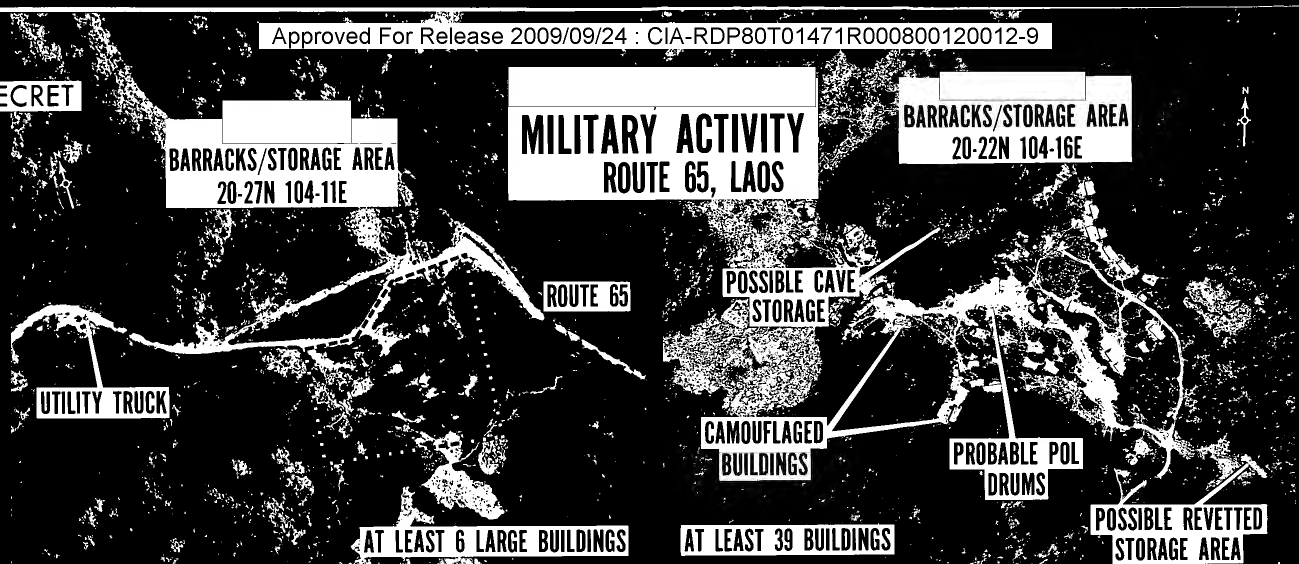 Approved For Release 2009/09/24 : CIA-RDP80T01471R000800120012-9
ECRET
BARRACKS/STORAGE AREA
20-27N 104-11E
MILITARY ACTIVITY
ROUTE 65, LAOS
BARRACKS/STORAGE AREA
20-22N 104-16E
N
ROUTE 65
UTILITY TRUCK
AT LEAST 6 LARGE BUILDINGS
POSSIBLE CAVE
STORAGE
CAMOUFLAGED
BUILDINGS
PROBABLE POL
DRUMS
POSSIBLE REVETTED
STORAGE AREA
AT LEAST 39 BUILDINGS